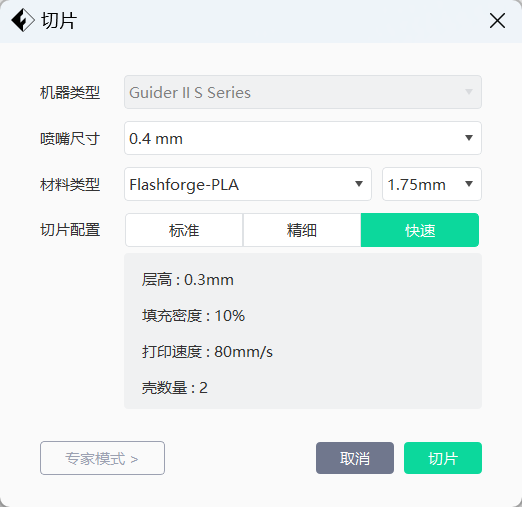 切片
机器类型 Guider II S Series
喷嘴尺寸 0.4 mm
材料类型 Flashforge-PLA 1.75mm
切片配置 标准 精细 快速
层高 : 0.3mm
填充密度 : 10%
打印速度 : 80mm/s
壳数量 : 2
专家模式 > 取消 切片